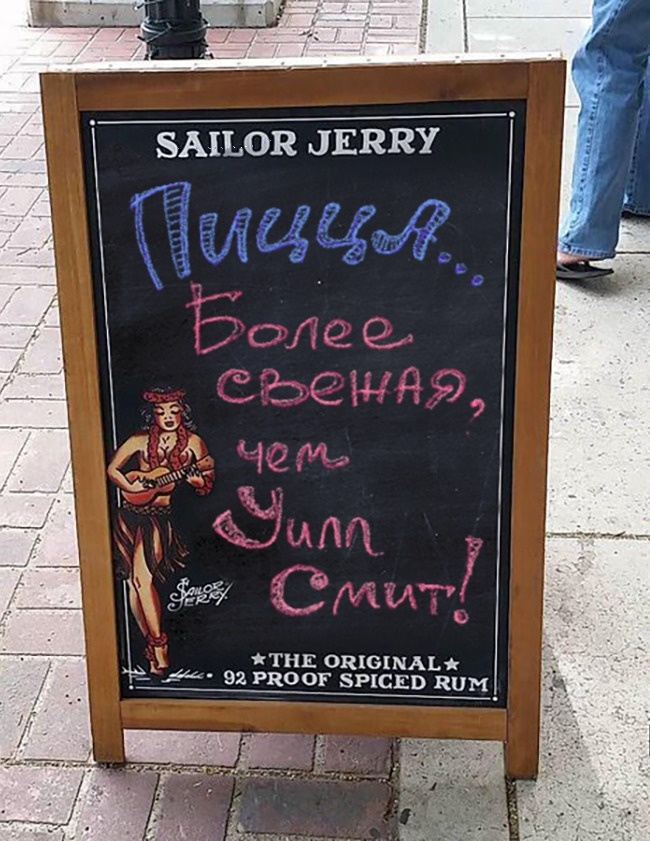 SAILOR JERRY
Пицця...
Более
свежая,
чем
Уилл
Смит!
SAILOR
JERRY
★THE ORIGINAL★
92 PROOF SPICED RUM